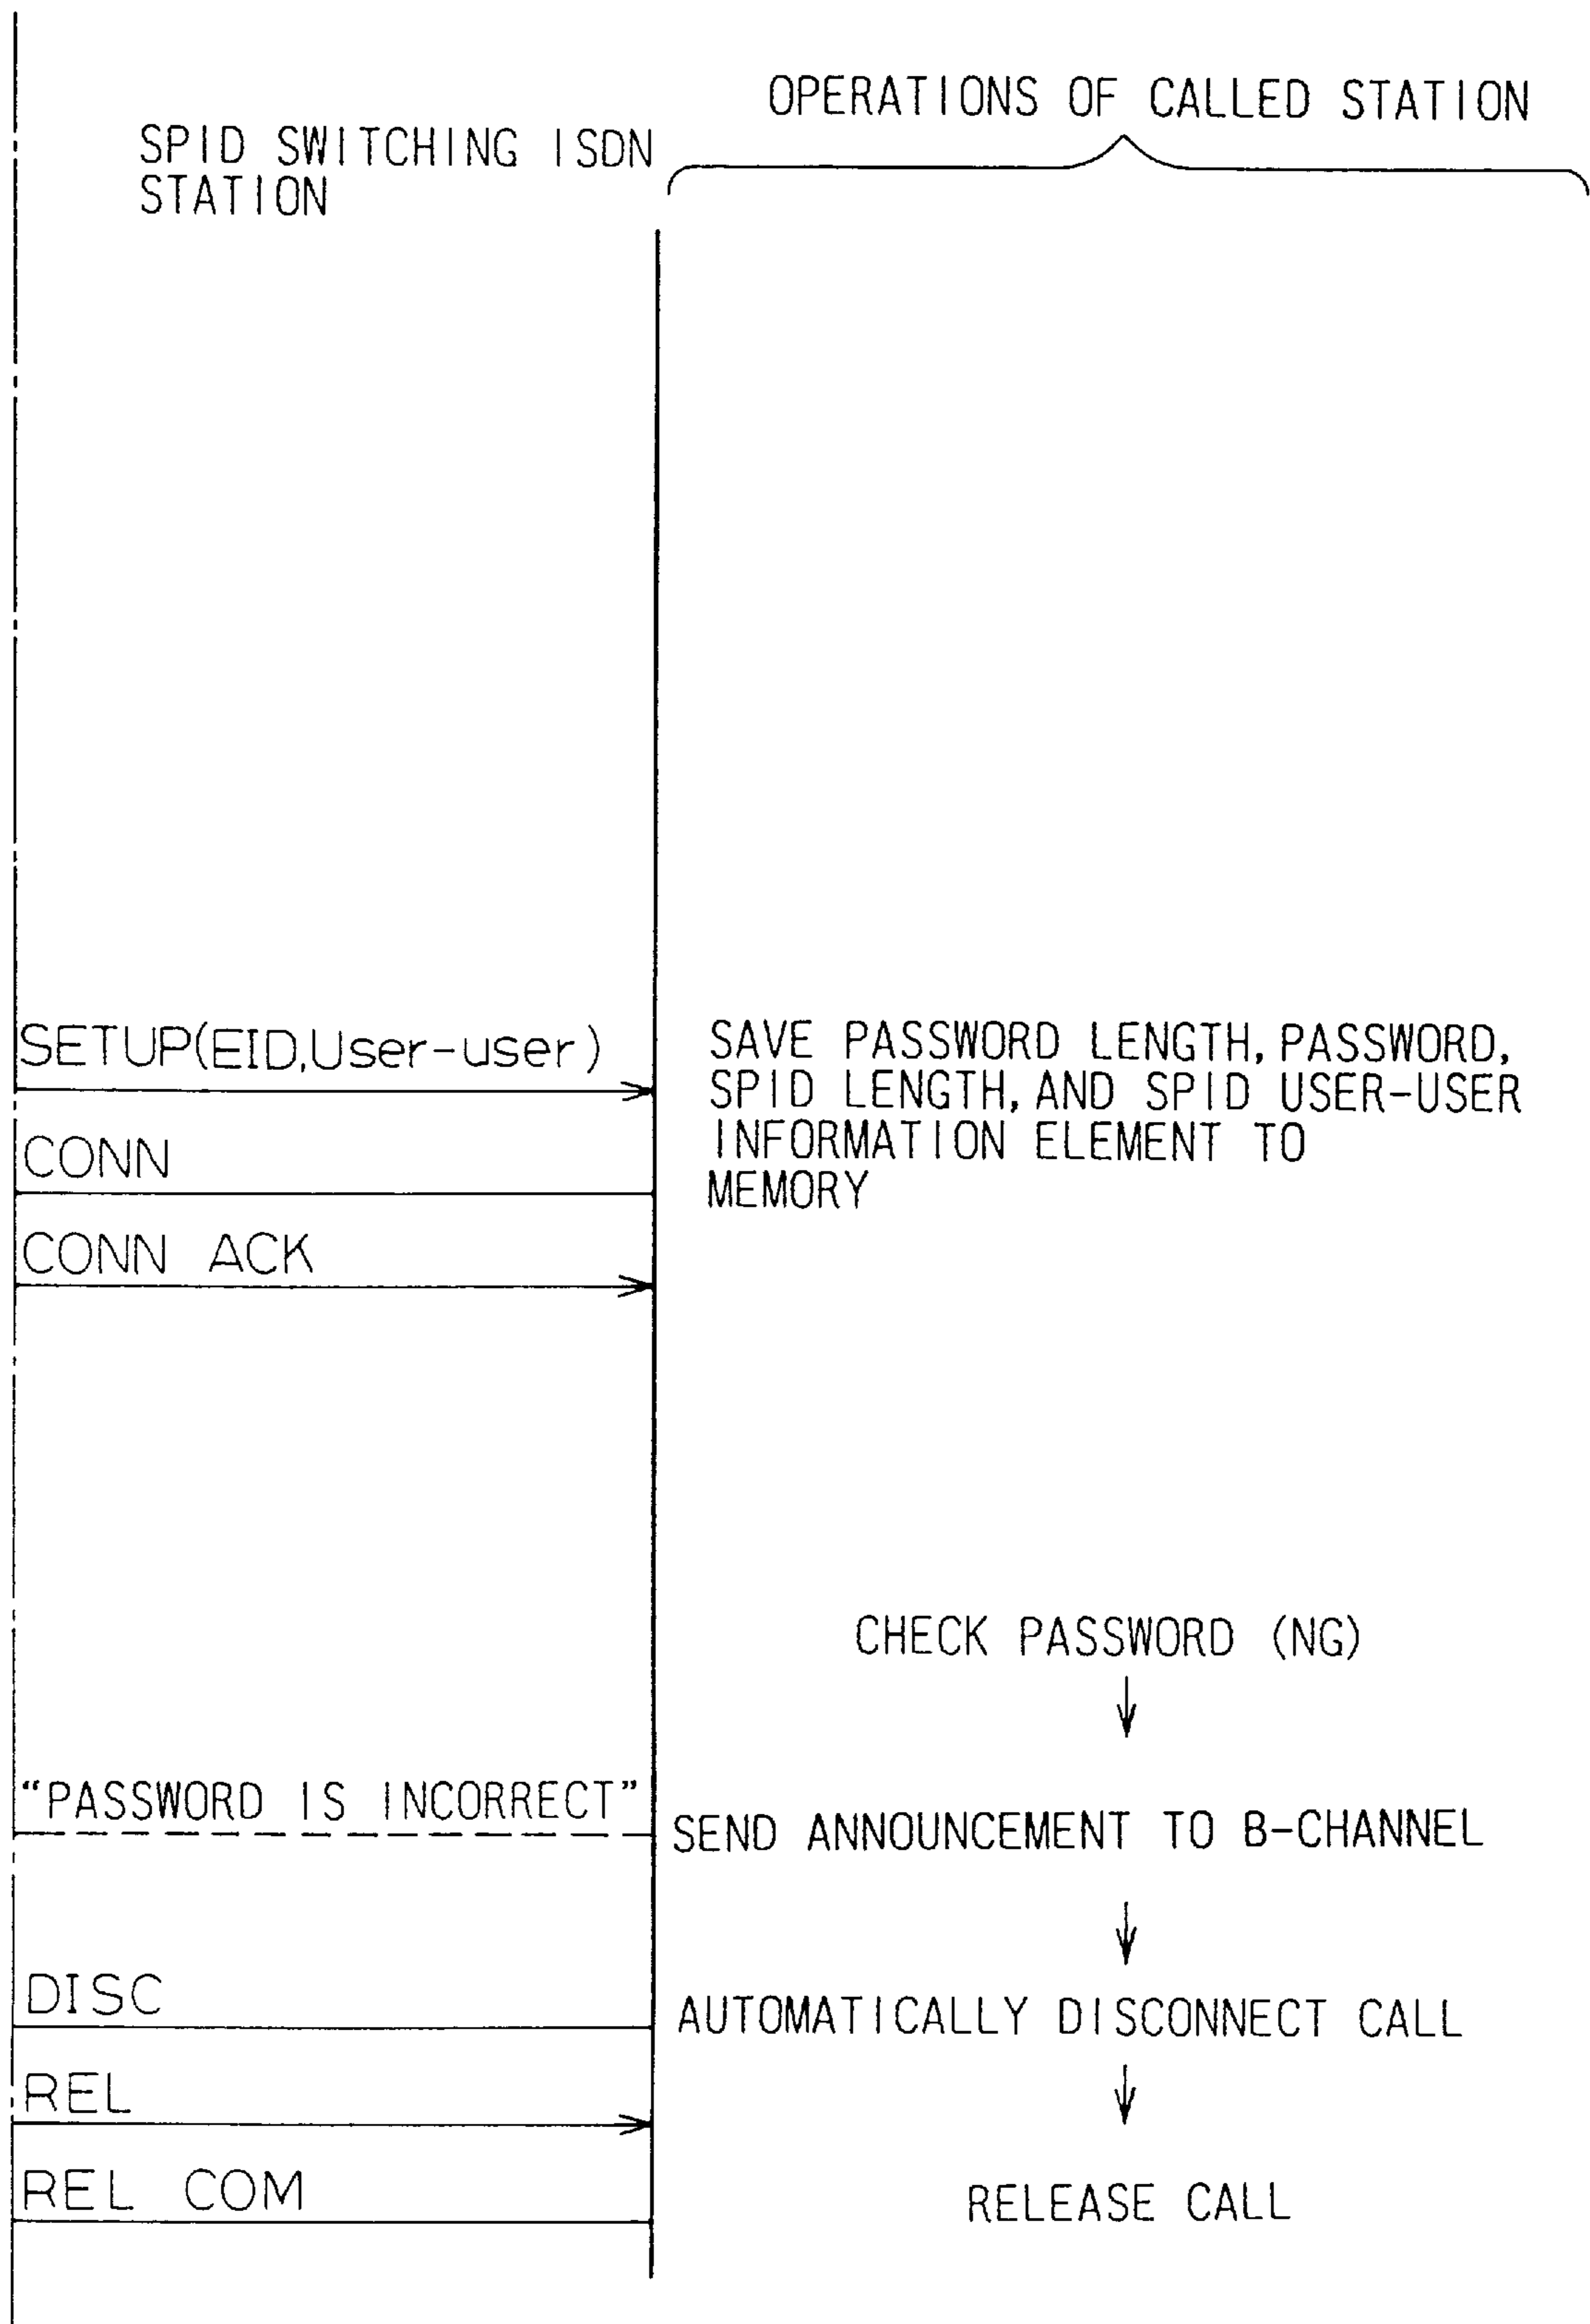 OPERATIONS OF CALLED STATION
SPID SWITCHING ISDN
STATION
SETUP(EID,User-user)
SAVE PASSWORD LENGTH, PASSWORD,
SPID LENGTH, AND SPID USER-USER
INFORMATION ELEMENT TO
MEMORY
CONN
CONN ACK
CHECK PASSWORD (NG)
“PASSWORD IS INCORRECT”
SEND ANNOUNCEMENT TO B-CHANNEL
DISC
AUTOMATICALLY DISCONNECT CALL
REL
REL COM
RELEASE CALL